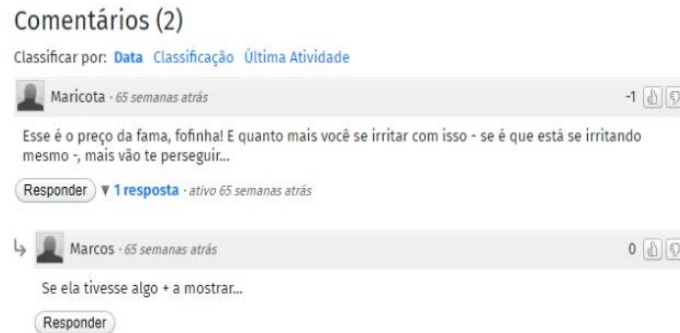 Comentários (2)
Classificar por: Data Classificação Última Atividade
Maricota · 65 semanas atrás -1
Esse é o preço da fama, fofinha! E quanto mais você se irritar com isso - se é que está se irritando
mesmo -, mais vão te perseguir...
Responder ▼ 1 resposta · ativo 65 semanas atrás
Marcos · 65 semanas atrás 0
Se ela tivesse algo + a mostrar...
Responder